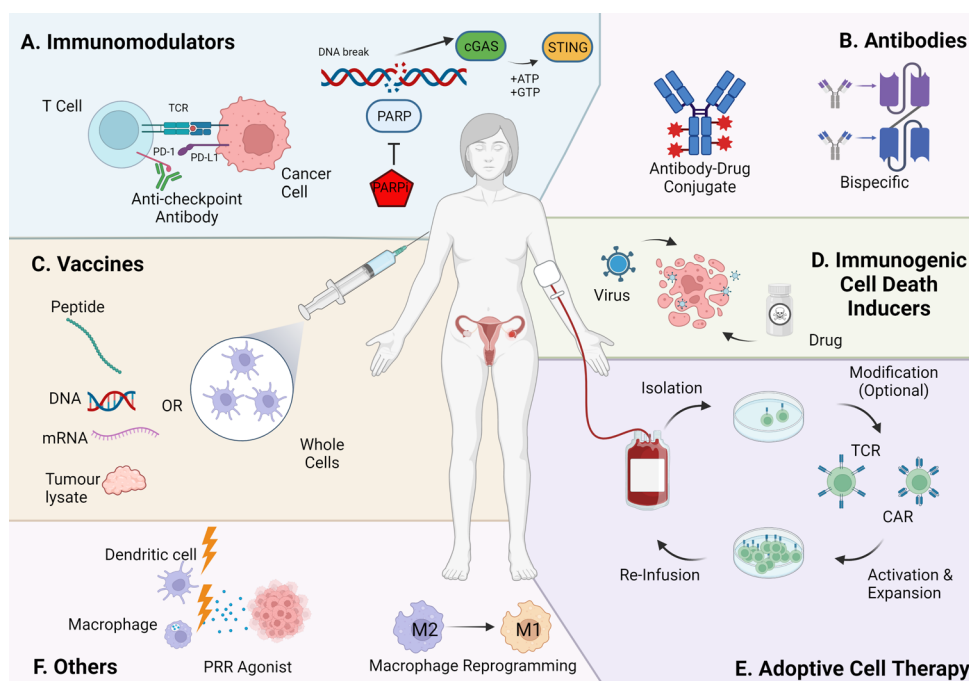 A. Immunomodulators
DNA break
cGAS
STING
+ATP
+GTP
PARP
PARPi
T Cell
TCR
PD-1
PD-L1
Cancer
Cell
Anti-checkpoint
Antibody
B. Antibodies
Antibody-Drug
Conjugate
Bispecific
C. Vaccines
Peptide
DNA
OR
mRNA
Tumour
lysate
Whole
Cells
D. Immunogenic
Cell Death
Inducers
Virus
Drug
Isolation
Modification
(Optional)
TCR
CAR
Re-Infusion
Activation &
Expansion
E. Adoptive Cell Therapy
Dendritic cell
Macrophage
PRR Agonist
M2
M1
Macrophage Reprogramming
F. Others